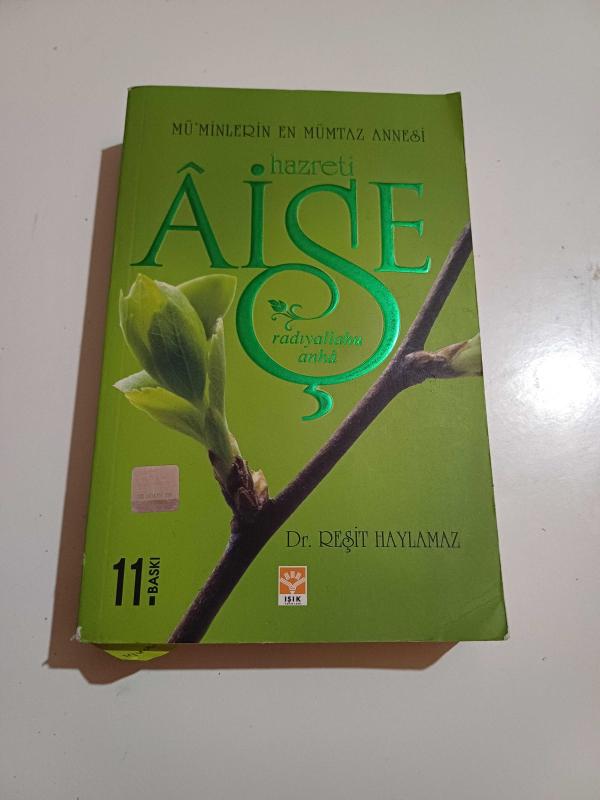 MÜ'MİNLERİN EN MÜMTAZ ANNESİ
hazreti
ÂİŞE
radıyallahu
anhâ
Dr. REŞİT HAYLAMAZ
11. BASKI
IŞIK